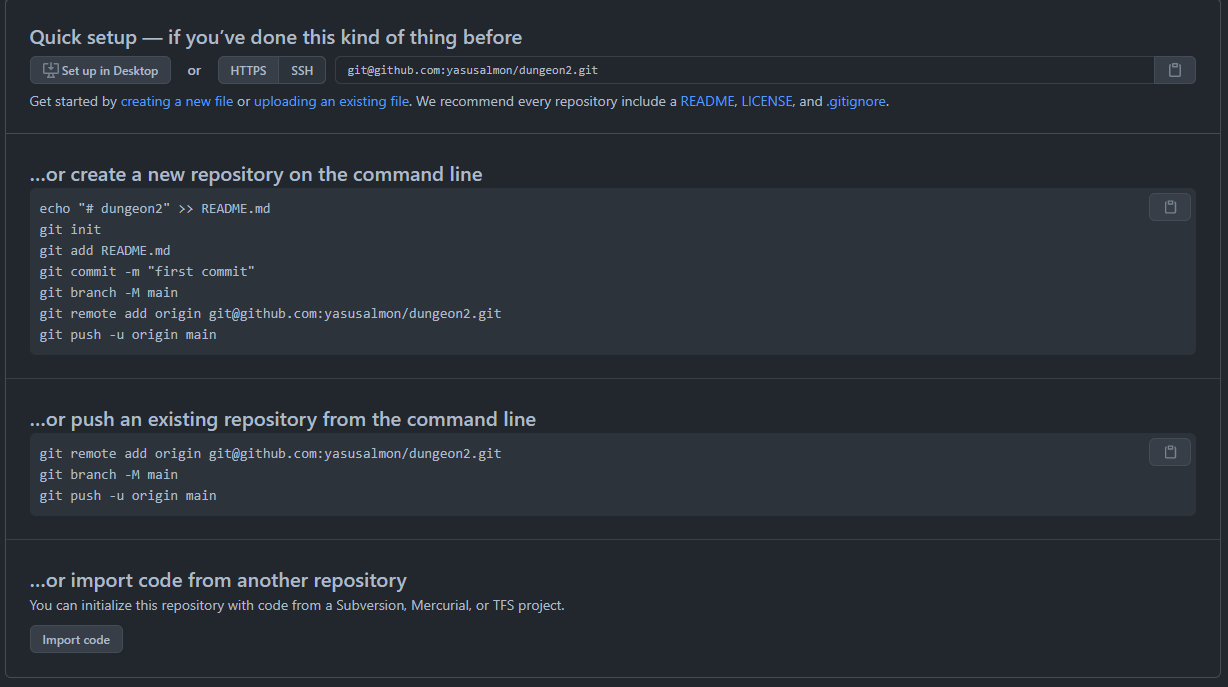 Quick setup — if you’ve done this kind of thing before
Set up in Desktop or HTTPS SSH git@github.com:yasusalmon/dungeon2.git
Get started by creating a new file or uploading an existing file. We recommend every repository include a README, LICENSE, and .gitignore.
…or create a new repository on the command line
echo "# dungeon2" >> README.md
git init
git add README.md
git commit -m "first commit"
git branch -M main
git remote add origin git@github.com:yasusalmon/dungeon2.git
git push -u origin main
…or push an existing repository from the command line
git remote add origin git@github.com:yasusalmon/dungeon2.git
git branch -M main
git push -u origin main
…or import code from another repository
You can initialize this repository with code from a Subversion, Mercurial, or TFS project.
Import code